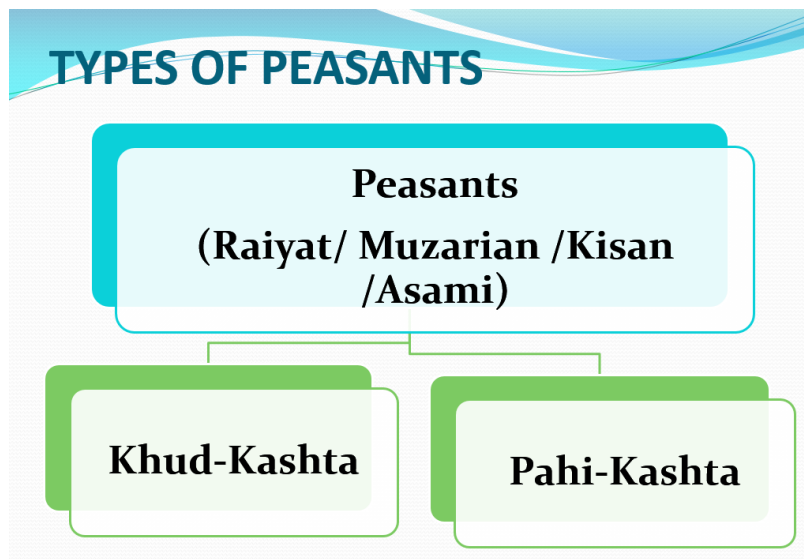 TYPES OF PEASANTS
Peasants
(Raiyat/ Muzarian /Kisan
/Asami)
Khud-Kashta
Pahi-Kashta